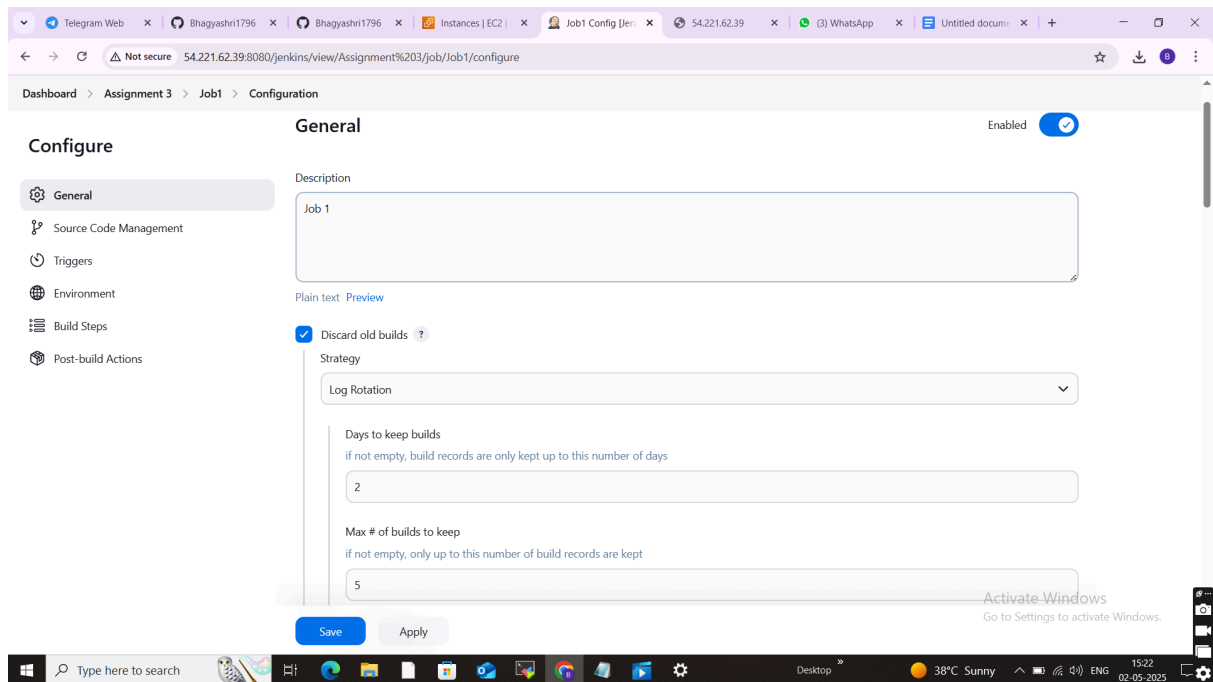 Telegram Web
Bhagyashri1796
Bhagyashri1796
Instances | EC2 |
Job1 Config [Jen
54.221.62.39
(3) WhatsApp
Untitled docume
Not secure 54.221.62.39:8080/jenkins/view/Assignment%203/job/Job1/configure
B
Dashboard > Assignment 3 > Job1 > Configuration
Configure
General
Source Code Management
Triggers
Environment
Build Steps
Post-build Actions
General
Enabled
Description
Job 1
Plain text Preview
Discard old builds ?
Strategy
Log Rotation
Days to keep builds
if not empty, build records are only kept up to this number of days
2
Max # of builds to keep
if not empty, only up to this number of build records are kept
5
Save
Apply
Activate Windows
Go to Settings to activate Windows.
Type here to search
Desktop
38°C Sunny
ENG
15:22
02-05-2025